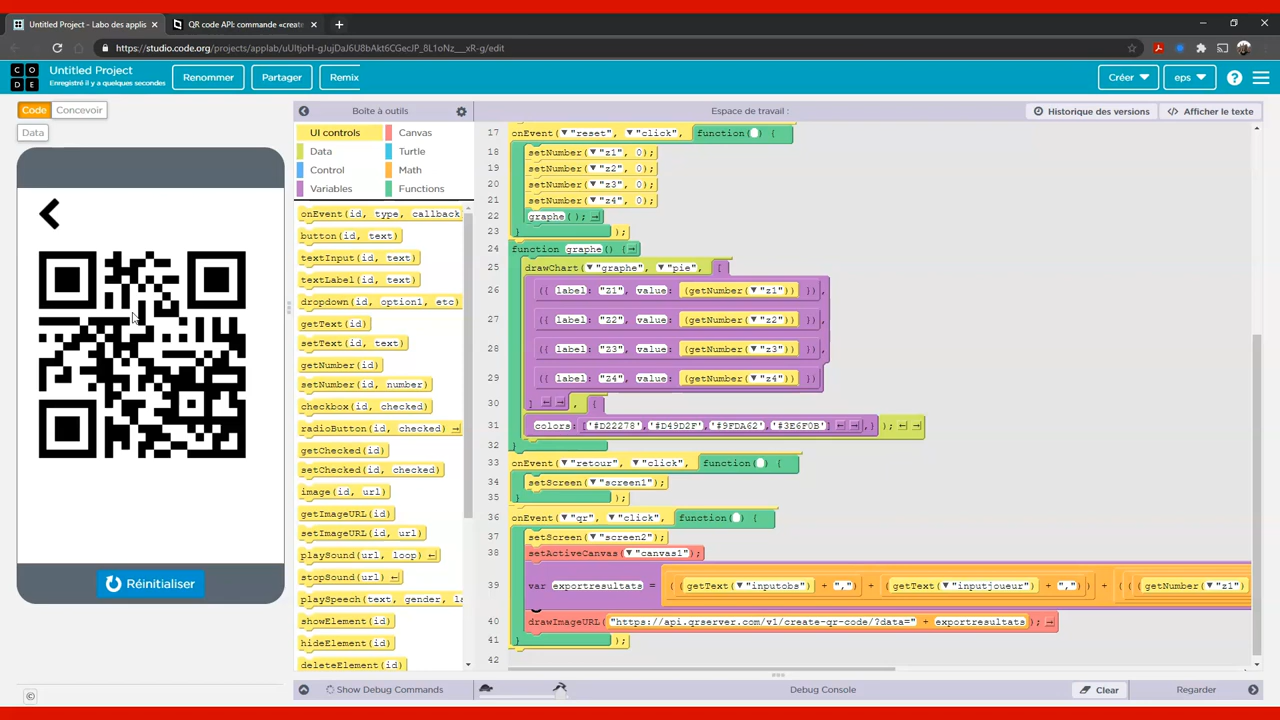 Untitled Project - Labo des applis
QR code API: commande «create
https://studio.code.org/projects/applab/uUltjoH-gJujDaJ6U8bAkt6CGecJP_8L1oNz__xR-g/edit
C O
D E
Untitled Project
Enregistré il y a quelques secondes
Renommer
Partager
Remix
Créer
eps
Code
Concevoir
Data
Boîte à outils
Espace de travail :
Historique des versions
Afficher le texte
UI controls
Canvas
Data
Turtle
Control
Math
Variables
Functions
onEvent(id, type, callback
button(id, text)
textInput(id, text)
textLabel(id, text)
dropdown(id, option1, etc)
getText(id)
setText(id, text)
getNumber(id)
setNumber(id, number)
checkbox(id, checked)
radioButton(id, checked)
getChecked(id)
setChecked(id, checked)
image(id, url)
getImageURL(id)
setImageURL(id, url)
playSound(url, loop)
stopSound(url)
playSpeech(text, gender, la
showElement(id)
hideElement(id)
deleteElement(id)
17 onEvent("reset", "click", function() {
18 setNumber("z1", 0);
19 setNumber("z2", 0);
20 setNumber("z3", 0);
21 setNumber("z4", 0);
22 graphe();
23 } );
24 function graphe() {
25 drawChart("graphe", "pie", [
26 ({ label: "z1", value: (getNumber("z1")) }),
27 ({ label: "Z2", value: (getNumber("z2")) }),
28 ({ label: "Z3", value: (getNumber("z3")) }),
29 ({ label: "Z4", value: (getNumber("z4")) })
30 ] , {
31 colors: ['#D22278','#D49D2F','#9FDA62','#3E6F0B'] ,} );
32 }
33 onEvent("retour", "click", function() {
34 setScreen("screen1");
35 } );
36 onEvent("qr", "click", function() {
37 setScreen("screen2");
38 setActiveCanvas("canvas1");
39 var exportresultats = ( (getText("inputobs") + ",") + (getText("inputjoueur") + ",") ) + ( ((getNumber("z1")
40 drawImageURL("https://api.qrserver.com/v1/create-qr-code/?data=" + exportresultats);
41 } );
42
Réinitialiser
©
Show Debug Commands
Debug Console
Clear
Regarder